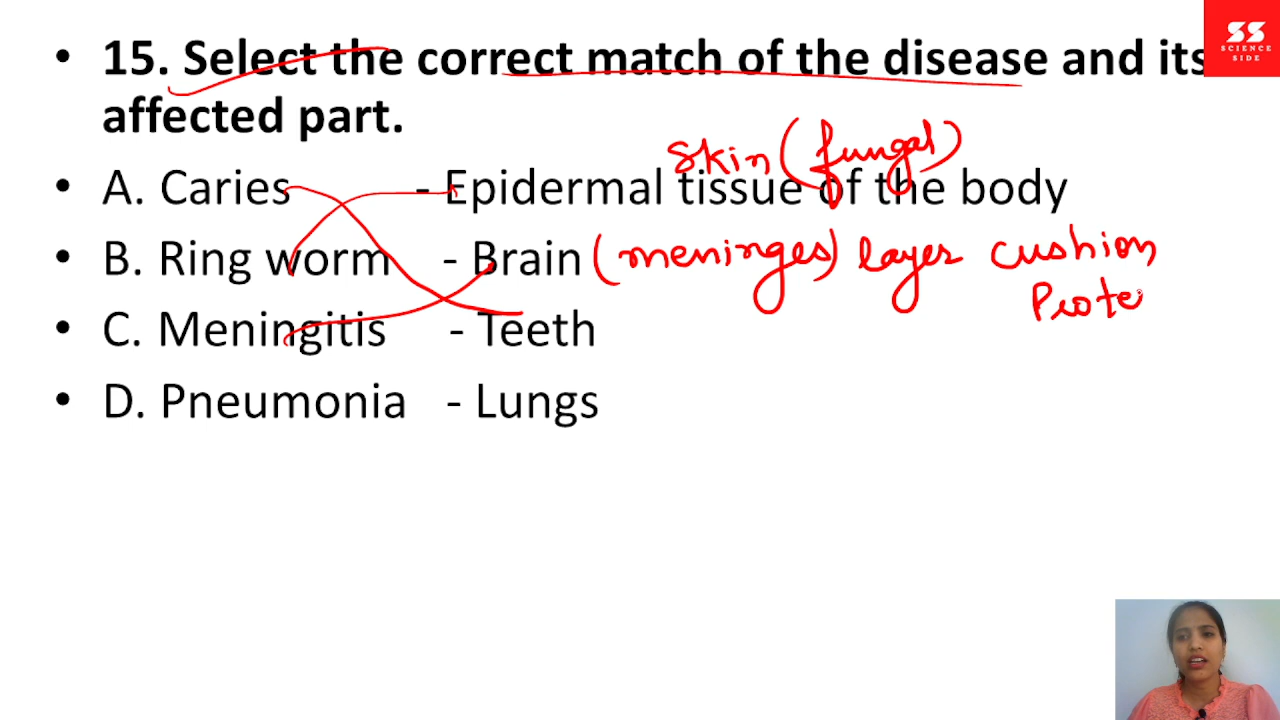 SS
SCIENCE
SIDE
• 15. Select the correct match of the disease and its
affected part.
skin (fungal)
• A. Caries - Epidermal tissue of the body
• B. Ring worm - Brain (meninges) layer cushion
Prote
• C. Meningitis - Teeth
• D. Pneumonia - Lungs